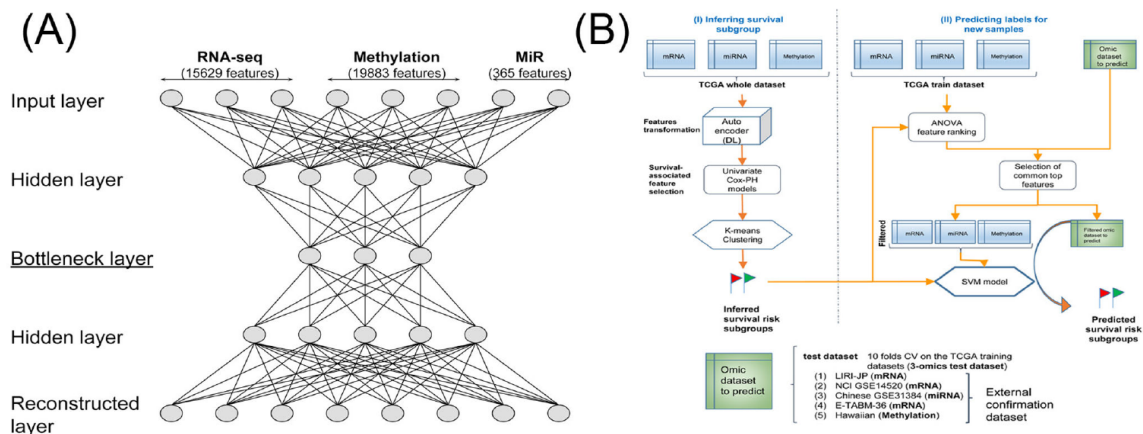 (A)
RNA-seq
(15629 features)
Methylation
(19883 features)
MiR
(365 features)
Input layer
Hidden layer
Bottleneck layer
Hidden layer
Reconstructed
layer
(B)
(I) Inferring survival
subgroup
mRNA
miRNA
Methylation
TCGA whole dataset
Features
transformation
Auto
encoder
(DL)
Survival-
associated
feature
selection
Univariate
Cox-PH
models
K-means
Clustering
Inferred
survival risk
subgroups
(II) Predicting labels for
new samples
mRNA
miRNA
Methylation
Omic
dataset
to predict
TCGA train dataset
ANOVA
feature ranking
Selection of
common top
features
Filtered
mRNA
miRNA
Methylation
Filtered omic
dataset to
predict
SVM model
Predicted
survival risk
subgroups
Omic
dataset
to predict
test dataset 10 folds CV on the TCGA training
datasets (3-omics test dataset)
(1) LIRI-JP (mRNA)
(2) NCI GSE14520 (mRNA)
(3) Chinese GSE31384 (miRNA)
(4) E-TABM-36 (mRNA)
(5) Hawaiian (Methylation)
External
confirmation
dataset